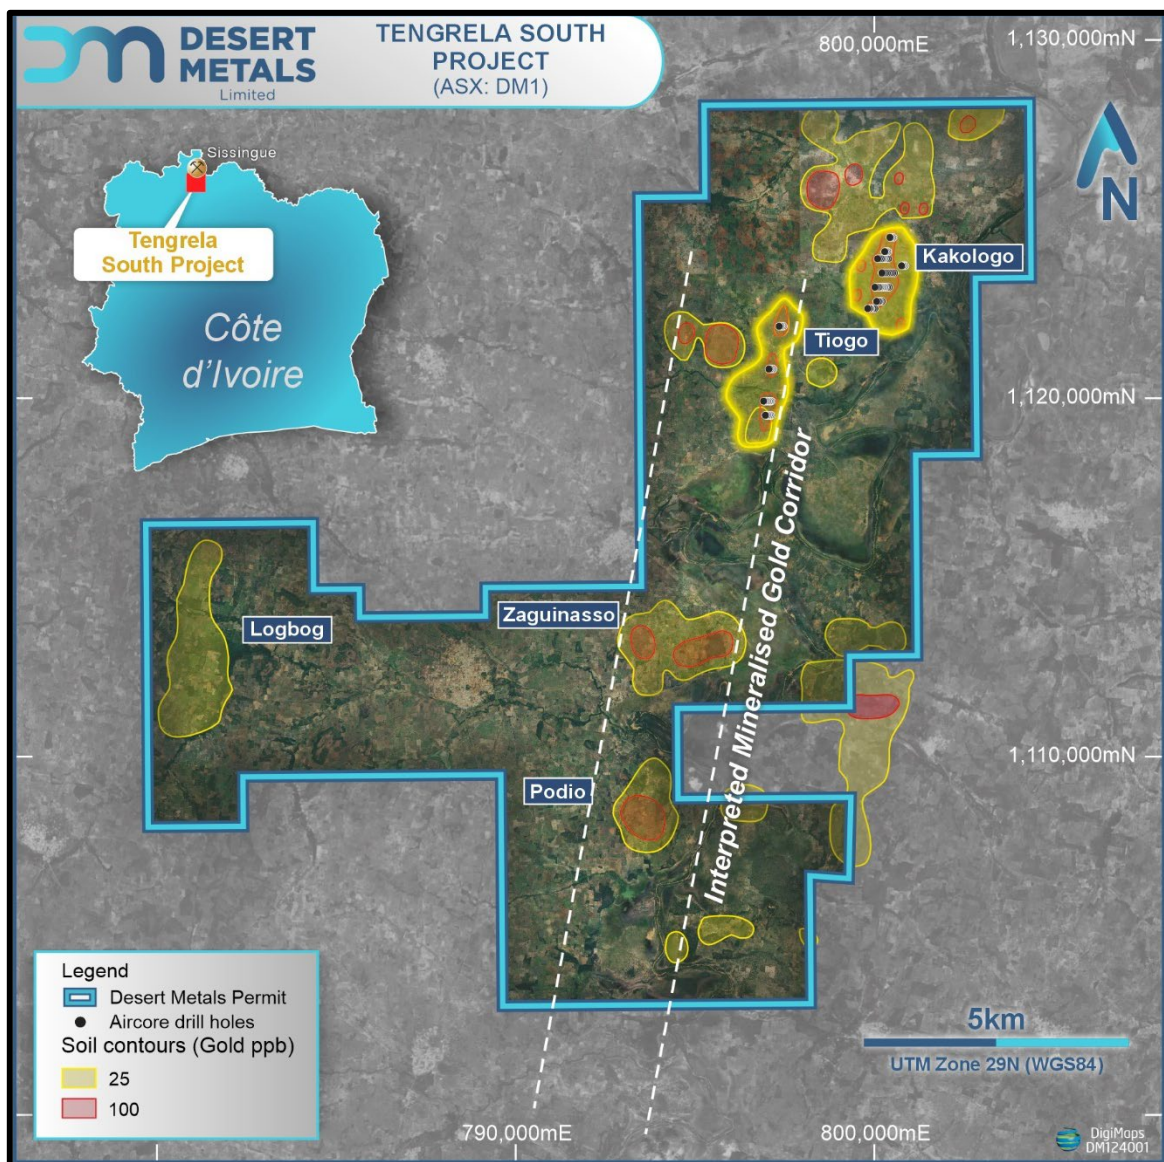 DM DESERT
METALS
Limited
TENGRELA SOUTH
PROJECT
(ASX: DM1)
800,000mE
1,130,000mN
N
Sissingue
Tengrela
South Project
Côte
d'Ivoire
Kakologo
Tiogo
1,120,000mN
Interpreted Mineralised Gold Corridor
Zaguinasso
Logbog
1,110,000mN
Podio
Legend
Desert Metals Permit
Aircore drill holes
Soil contours (Gold ppb)
25
100
5km
UTM Zone 29N (WGS84)
790,000mE
800,000mE
DigiMaps
DM124001